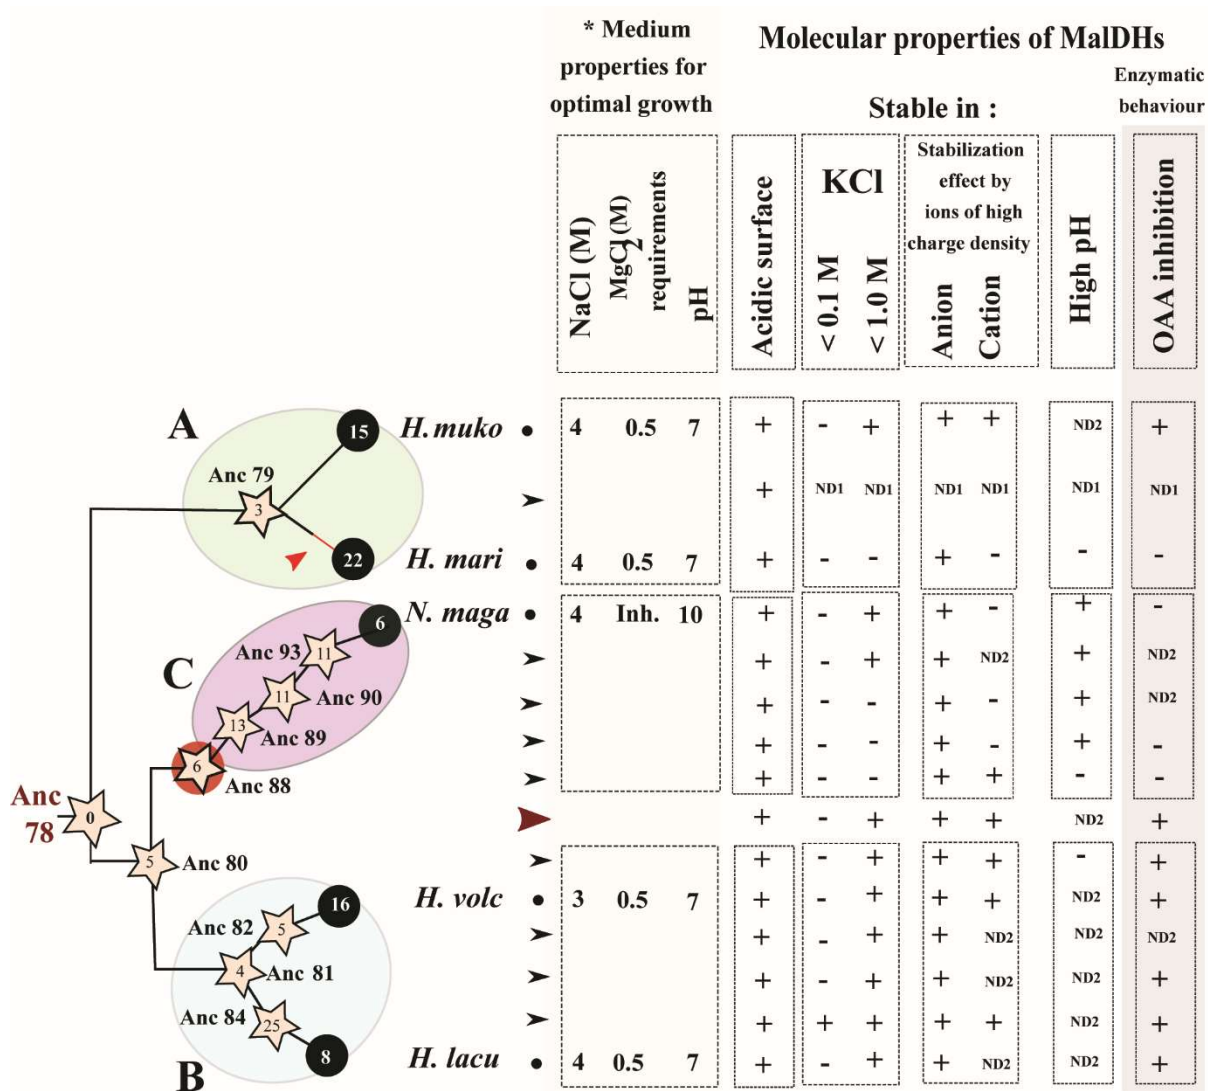 * Medium
properties for
optimal growth
Molecular properties of MalDHs
Enzymatic
behaviour
Stable in :
NaCl (M)
MgCl2 (M)
requirements
pH
Acidic surface
KCl
< 0.1 M
< 1.0 M
Stabilization
effect by
ions of high
charge density
Anion
Cation
High pH
OAA inhibition
A
15
H. muko • 4 0.5 7 + - + + + ND2 +
Anc 79
3
+ ND1 ND1 ND1 ND1 ND1 ND1
22
H. mari • 4 0.5 7 + - - + - - -
N. maga • 4 Inh. 10 + - + + - + -
6
C
Anc 93
11
+ - + + ND2 + ND2
11
Anc 90
+ - - + - + ND2
13
Anc 89
+ - - + - + -
6
Anc 88
+ - - + + - -
Anc
78
0
+ - + + + ND2 +
5
Anc 80
+ - + + + - +
H. volc • 3 0.5 7 + - + + + ND2 +
16
Anc 82
5
+ - + + ND2 ND2 ND2
4
Anc 81
+ - + + ND2 ND2 +
Anc 84
25
+ + + + + ND2 +
8
H. lacu • 4 0.5 7 + - + + ND2 ND2 +
B